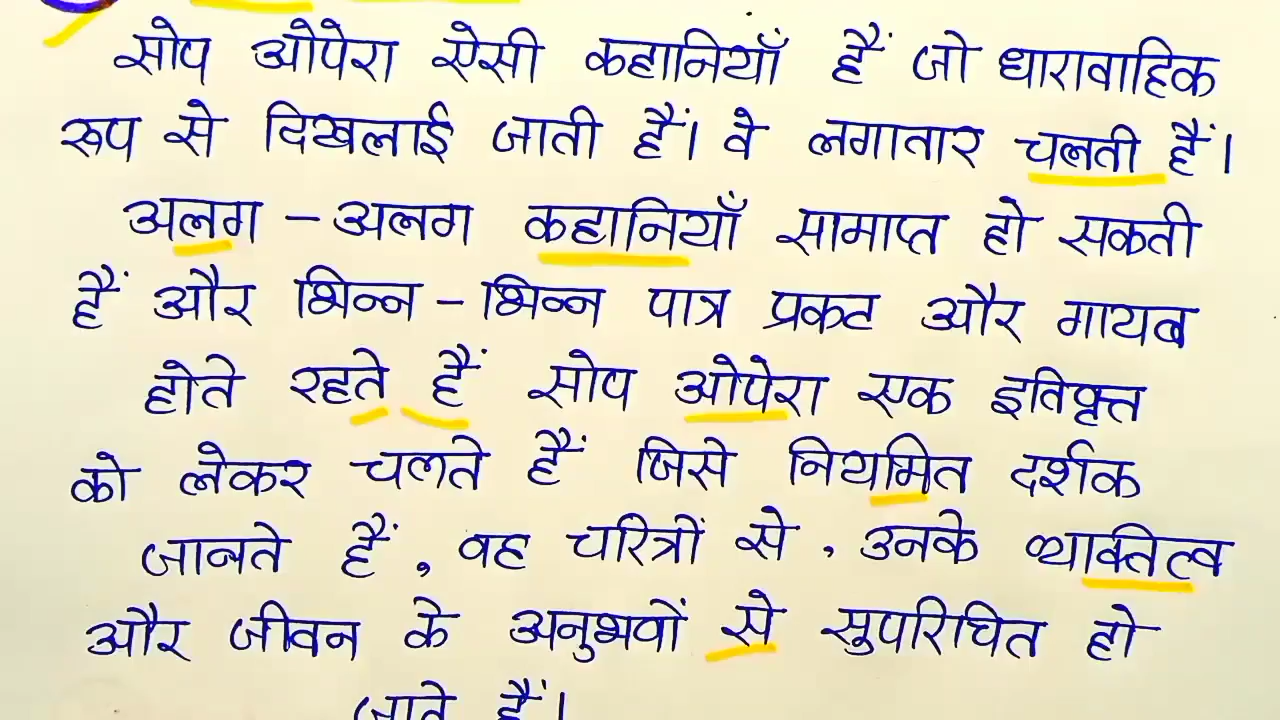 सोप ओपेरा ऐसी कहानियाँ हैं जो धारावाहिक
रूप से दिखलाई जाती हैं। वे लगातार चलती हैं।
अलग - अलग कहानियाँ सामाप्त हो सकती
हैं और भिन्न - भिन्न पात्र प्रकट और गायब
होते रहते हैं सोप ओपेरा एक इतिवृत्त
को लेकर चलते हैं जिसे नियमित दर्शक
जानते हैं , वह चरित्रों से , उनके व्यक्तित्व
और जीवन के अनुभवों से सुपरिचित हो
जाते हैं।